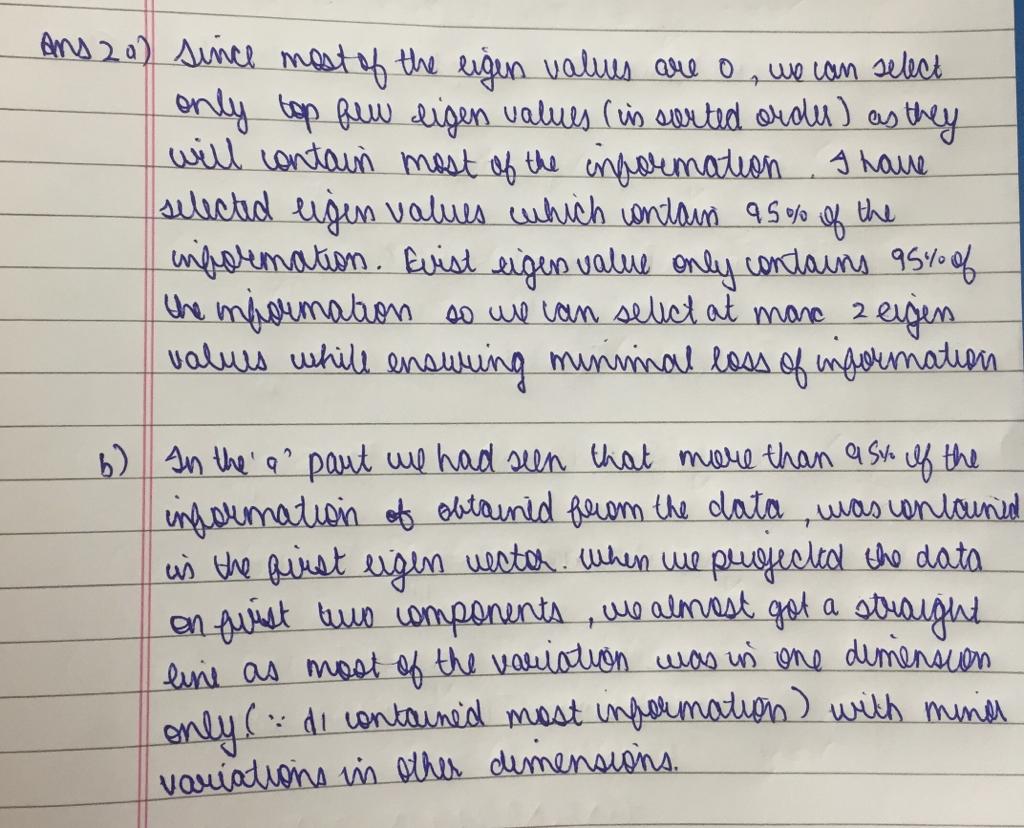 Ans 2 a) Since most of the eigen values are 0, we can select
only top few eigen values (in sorted order) as they
will contain most of the information. I have
selected eigen values which contain 95% of the
information. First eigen value only contains 95% of
the information so we can select at max 2 eigen
values while ensuring minimal loss of information
b) In the 'a' part we had seen that more than 95% of the
information of obtained from the data, was contained
in the first eigen vector. When we projected the data
on first two components, we almost got a straight
line as most of the variation was in one dimension
only (∵ d1 contained most information) with minor
variations in other dimensions.